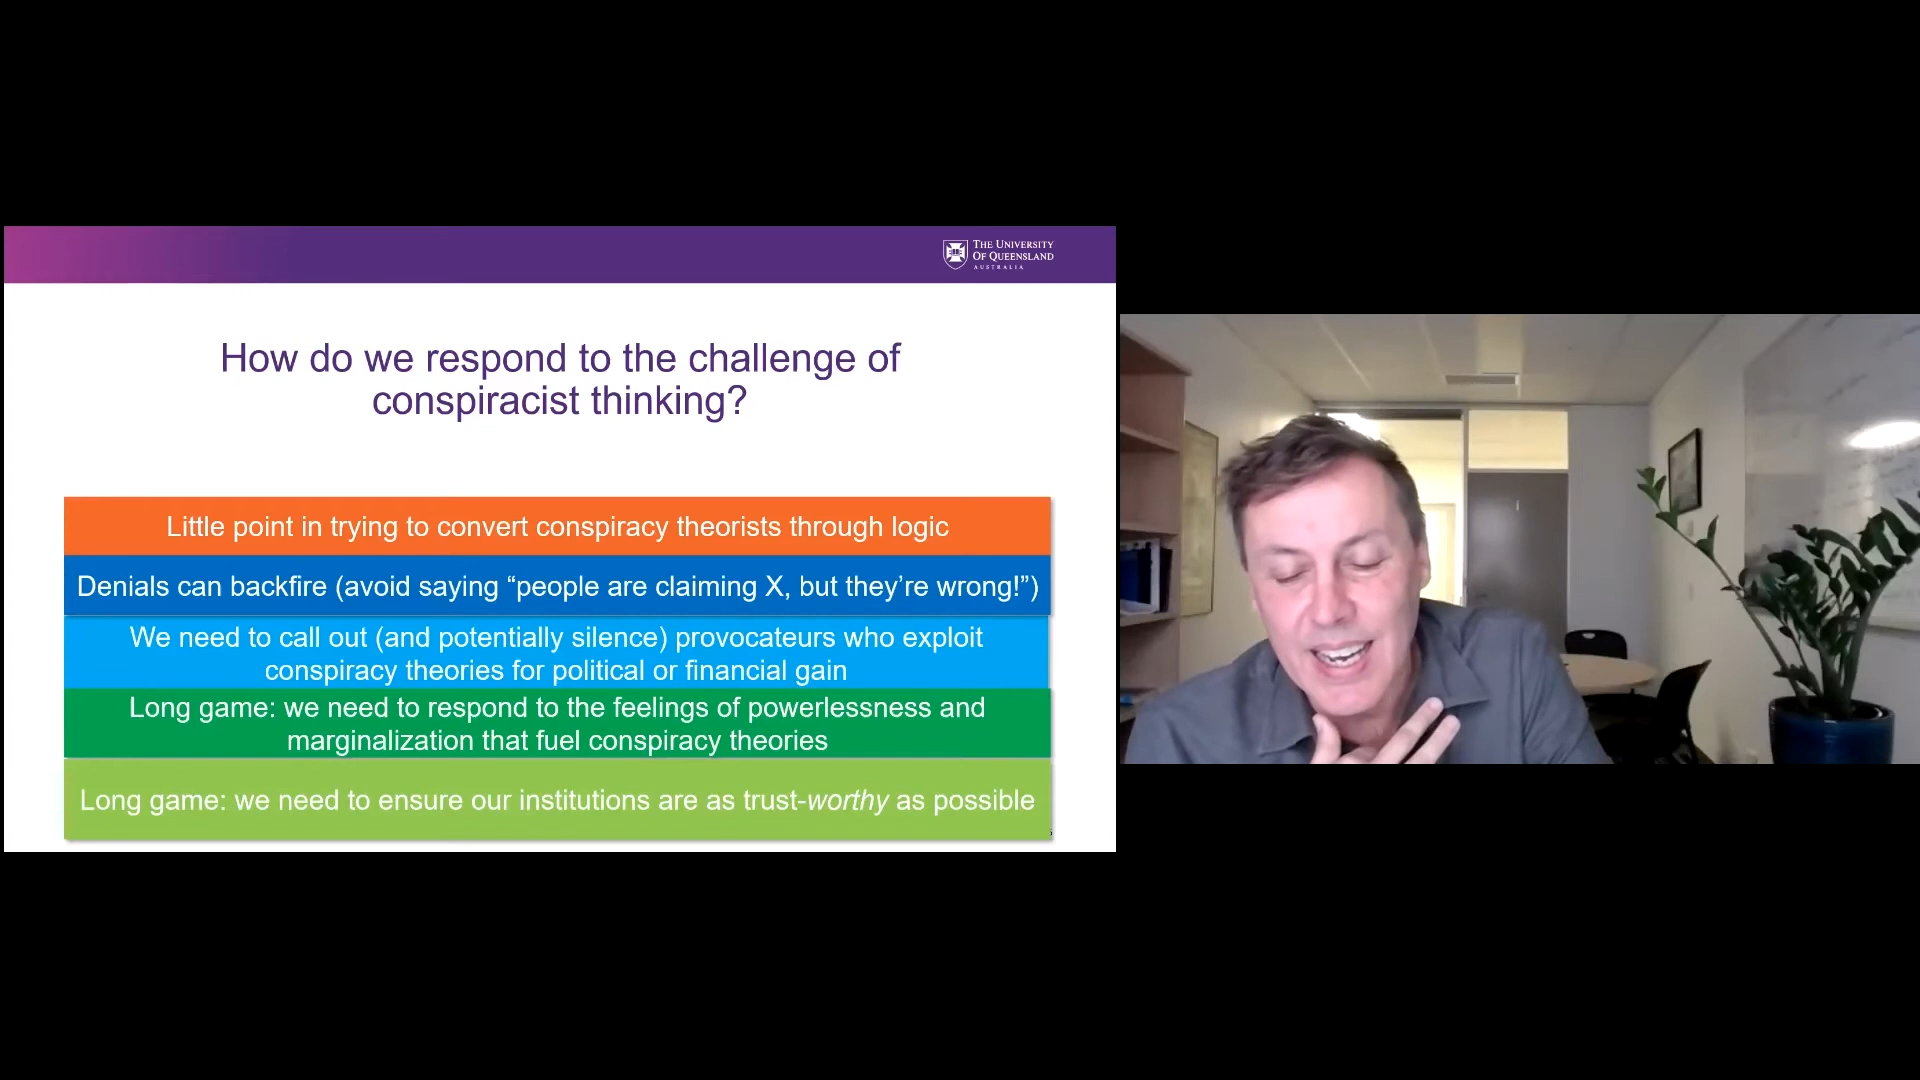 THE UNIVERSITY
OF QUEENSLAND
AUSTRALIA
How do we respond to the challenge of
conspiracist thinking?
Little point in trying to convert conspiracy theorists through logic
Denials can backfire (avoid saying “people are claiming X, but they’re wrong!”)
We need to call out (and potentially silence) provocateurs who exploit
conspiracy theories for political or financial gain
Long game: we need to respond to the feelings of powerlessness and
marginalization that fuel conspiracy theories
Long game: we need to ensure our institutions are as trust-worthy as possible